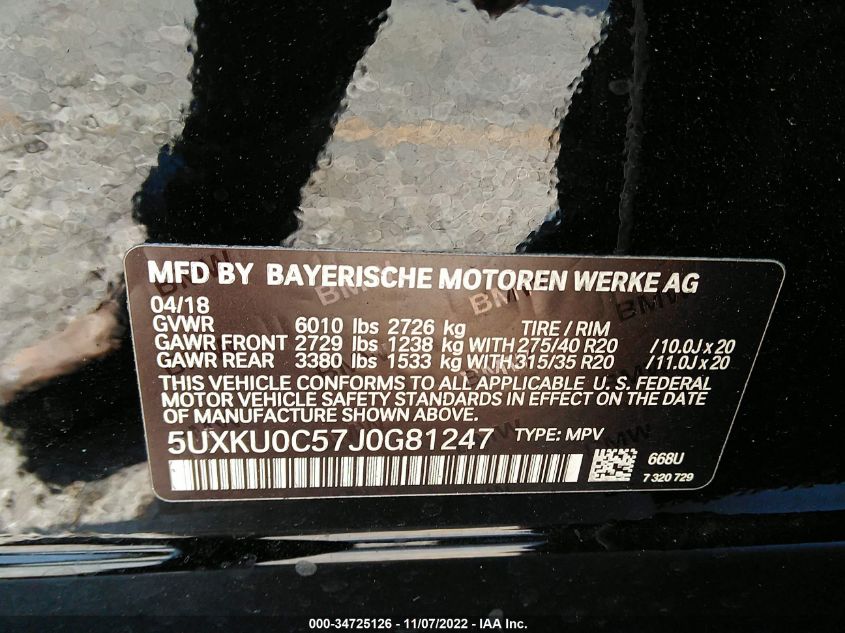 MFD BY BAYERISCHE MOTOREN WERKE AG
04/18
GVWR 6010 lbs 2726 kg TIRE / RIM
GAWR FRONT 2729 lbs 1238 kg WITH 275/40 R20 /10.0J x 20
GAWR REAR 3380 lbs 1533 kg WITH 315/35 R20 /11.0J x 20
THIS VEHICLE CONFORMS TO ALL APPLICABLE U. S. FEDERAL
MOTOR VEHICLE SAFETY STANDARDS IN EFFECT ON THE DATE
OF MANUFACTURE SHOWN ABOVE.
5UXKU0C57J0G81247 TYPE: MPV
668U
7 320 729
000-34725126 - 11/07/2022 - IAA Inc.